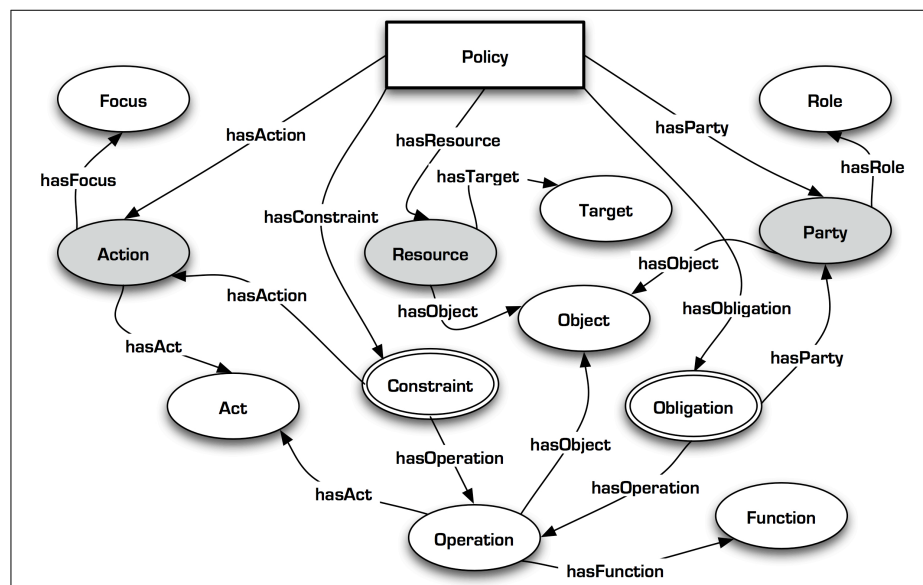 Policy
Focus
Role
hasAction
hasParty
hasResource
hasFocus
hasTarget
hasRole
hasConstraint
Target
Action
Resource
Party
hasObject
hasAction
hasObject
Object
hasObligation
hasAct
hasParty
Constraint
Act
Obligation
hasObject
hasOperation
hasOperation
hasAct
Function
Operation
hasFunction